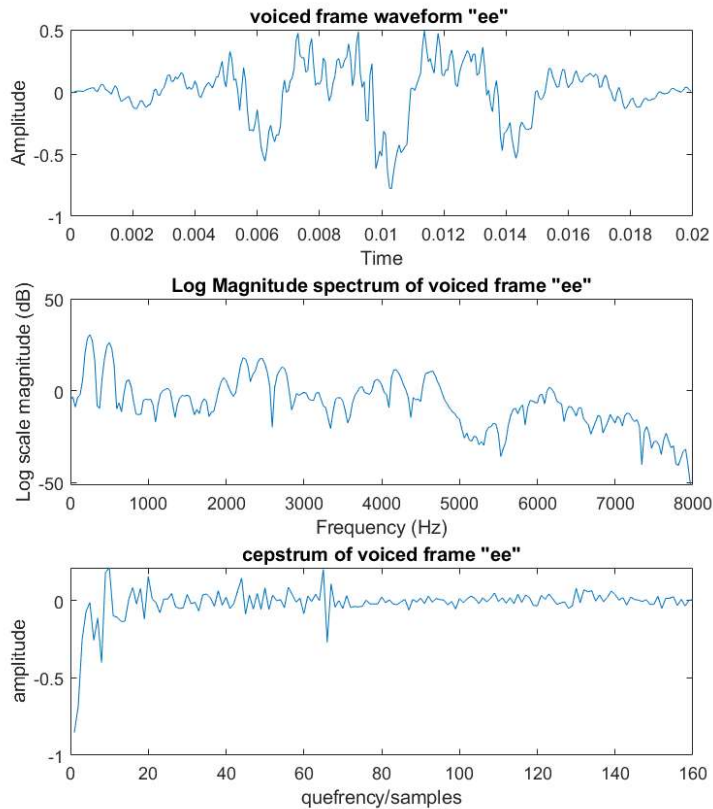 voiced frame waveform "ee"
0.5
0
-0.5
-1
Amplitude
0 0.002 0.004 0.006 0.008 0.01 0.012 0.014 0.016 0.018 0.02
Time
Log Magnitude spectrum of voiced frame "ee"
50
0
-50
Log scale magnitude (dB)
0 1000 2000 3000 4000 5000 6000 7000 8000
Frequency (Hz)
cepstrum of voiced frame "ee"
0
-0.5
-1
amplitude
0 20 40 60 80 100 120 140 160
quefrency/samples